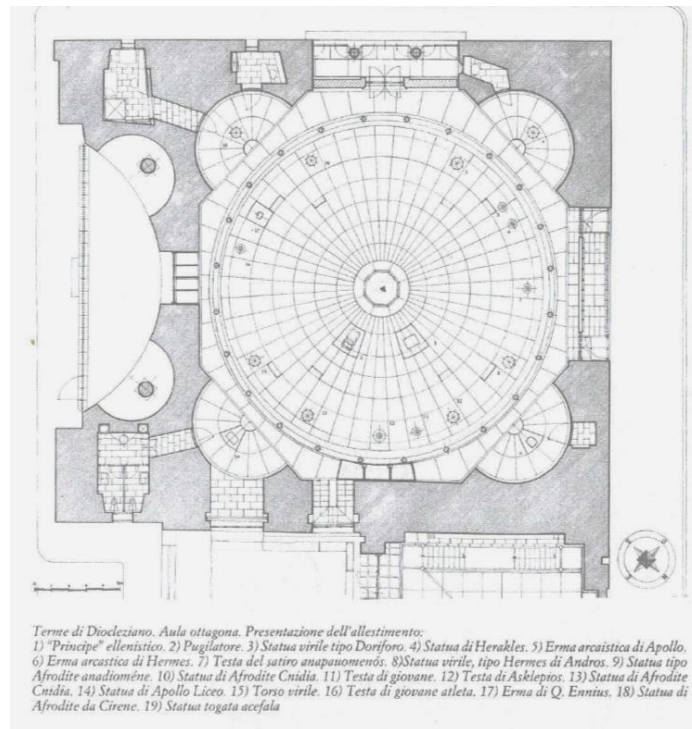 Terme di Diocleziano. Aula ottagona. Presentazione dell'allestimento:
1) "Principe" ellenistico. 2) Pugilatore. 3) Statua virile tipo Doriforo. 4) Statua di Herakles. 5) Erma arcaistica di Apollo.
6) Erma arcastica di Hermes. 7) Testa del satiro anapauomenós. 8)Statua virile, tipo Hermes di Andros. 9) Statua tipo
Afrodite anadioméne. 10) Statua di Afrodite Cnidia. 11) Testa di giovane. 12) Testa di Asklepios. 13) Statua di Afrodite
Cnidia. 14) Statua di Apollo Liceo. 15) Torso virile. 16) Testa di giovane atleta. 17) Erma di Q. Ennius. 18) Statua di
Afrodite da Cirene. 19) Statua togata acefala